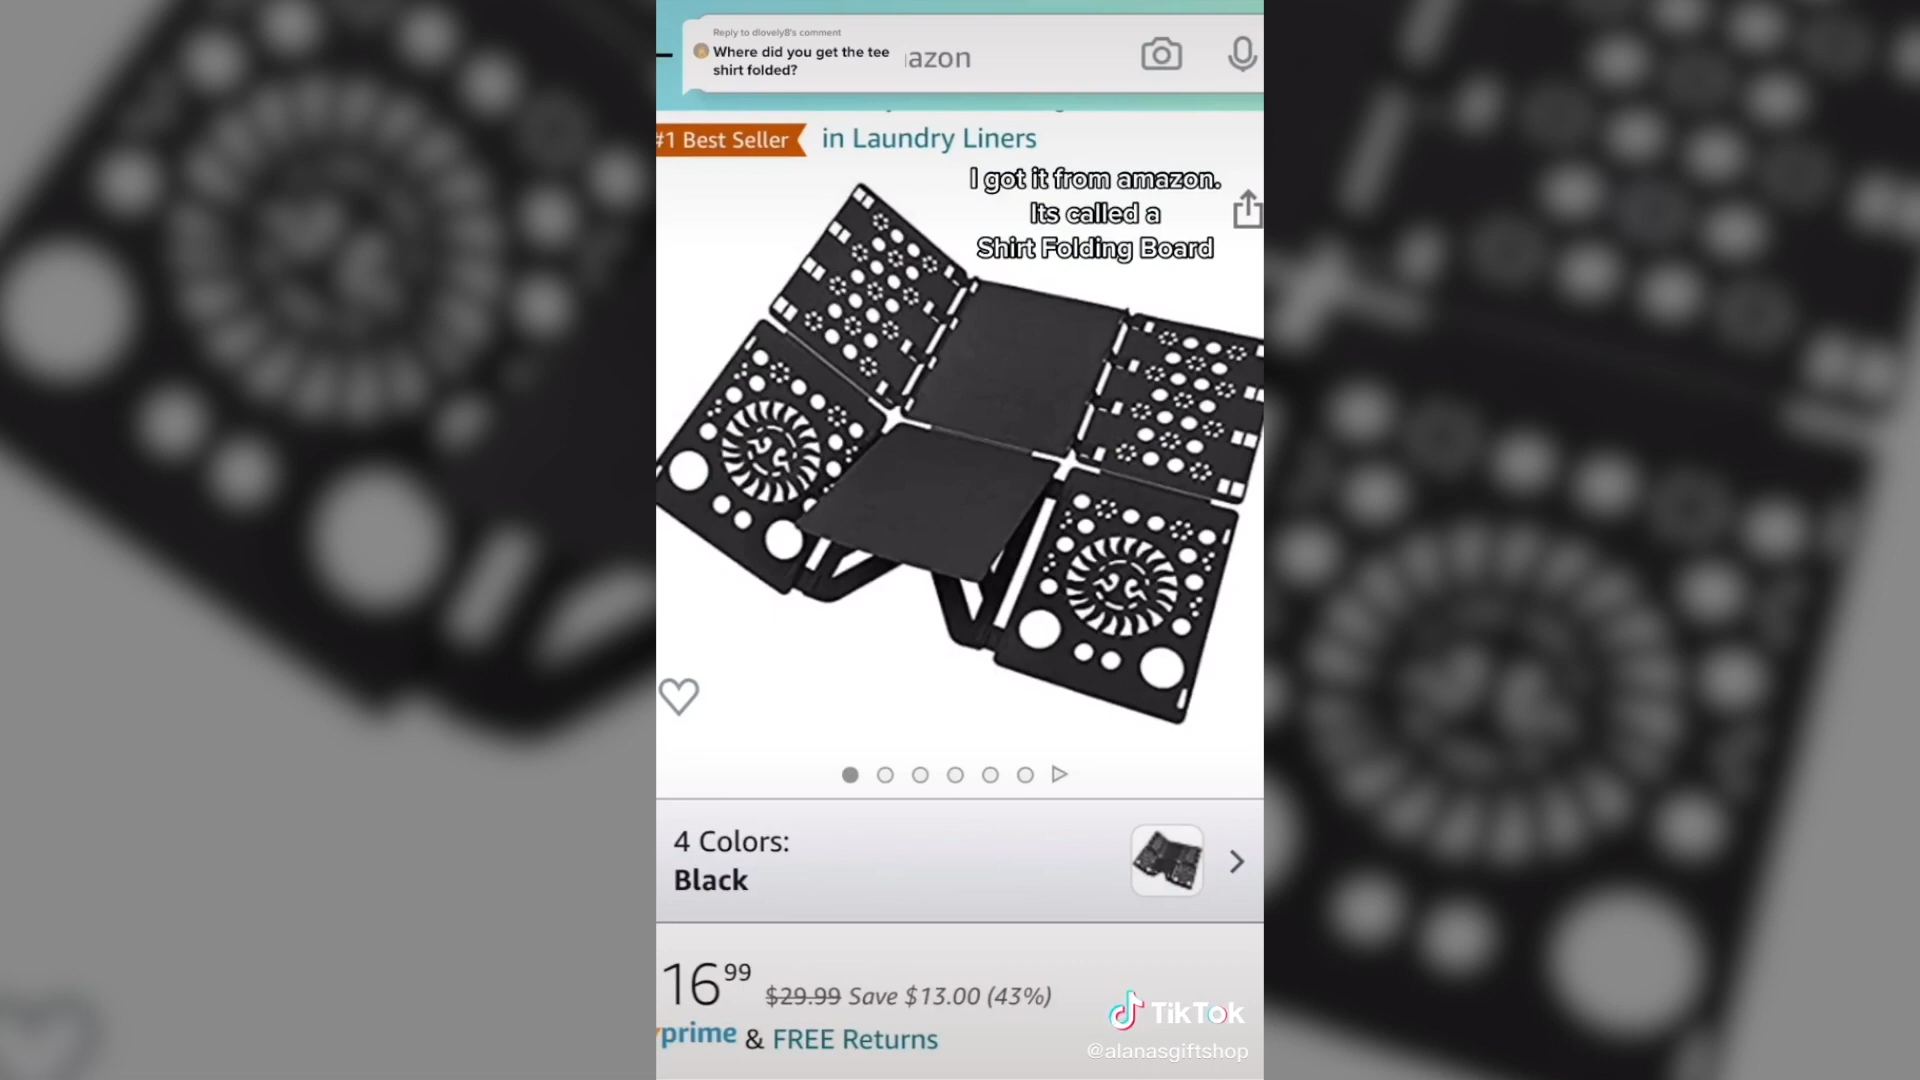 Reply to dlovely8's comment
Where did you get the tee
shirt folded?
azon
#1 Best Seller
in Laundry Liners
I got it from amazon.
Its called a
Shirt Folding Board
4 Colors:
Black
16 99
$29.99 Save $13.00 (43%)
prime & FREE Returns
TikTok
@alanasgiftshop